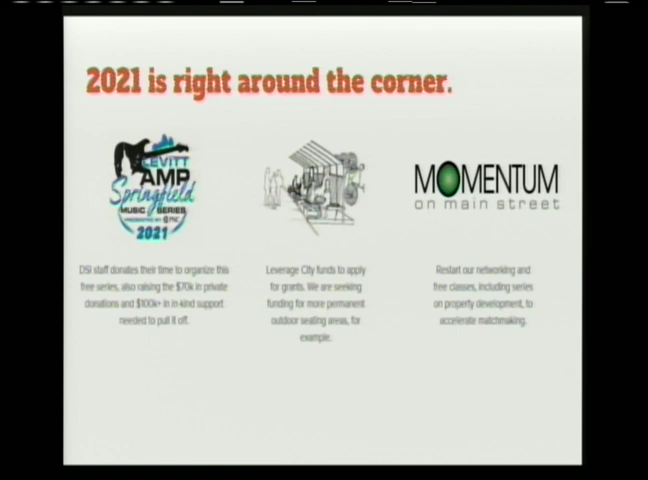 2021 is right around the corner.
LEVITT
AMP
Springfield
MUSIC SERIES
PRESENTED BY
2021
DSI staff donates their time to organize this
free series, also raising the $70k in private
donations and $100k+ in in-kind support
needed to pull it off.
Leverage City funds to apply
for grants. We are seeking
funding for more permanent
outdoor seating areas, for
example.
MOMENTUM
on main street
Restart our networking and
free classes, including series
on property development, to
accelerate matchmaking.